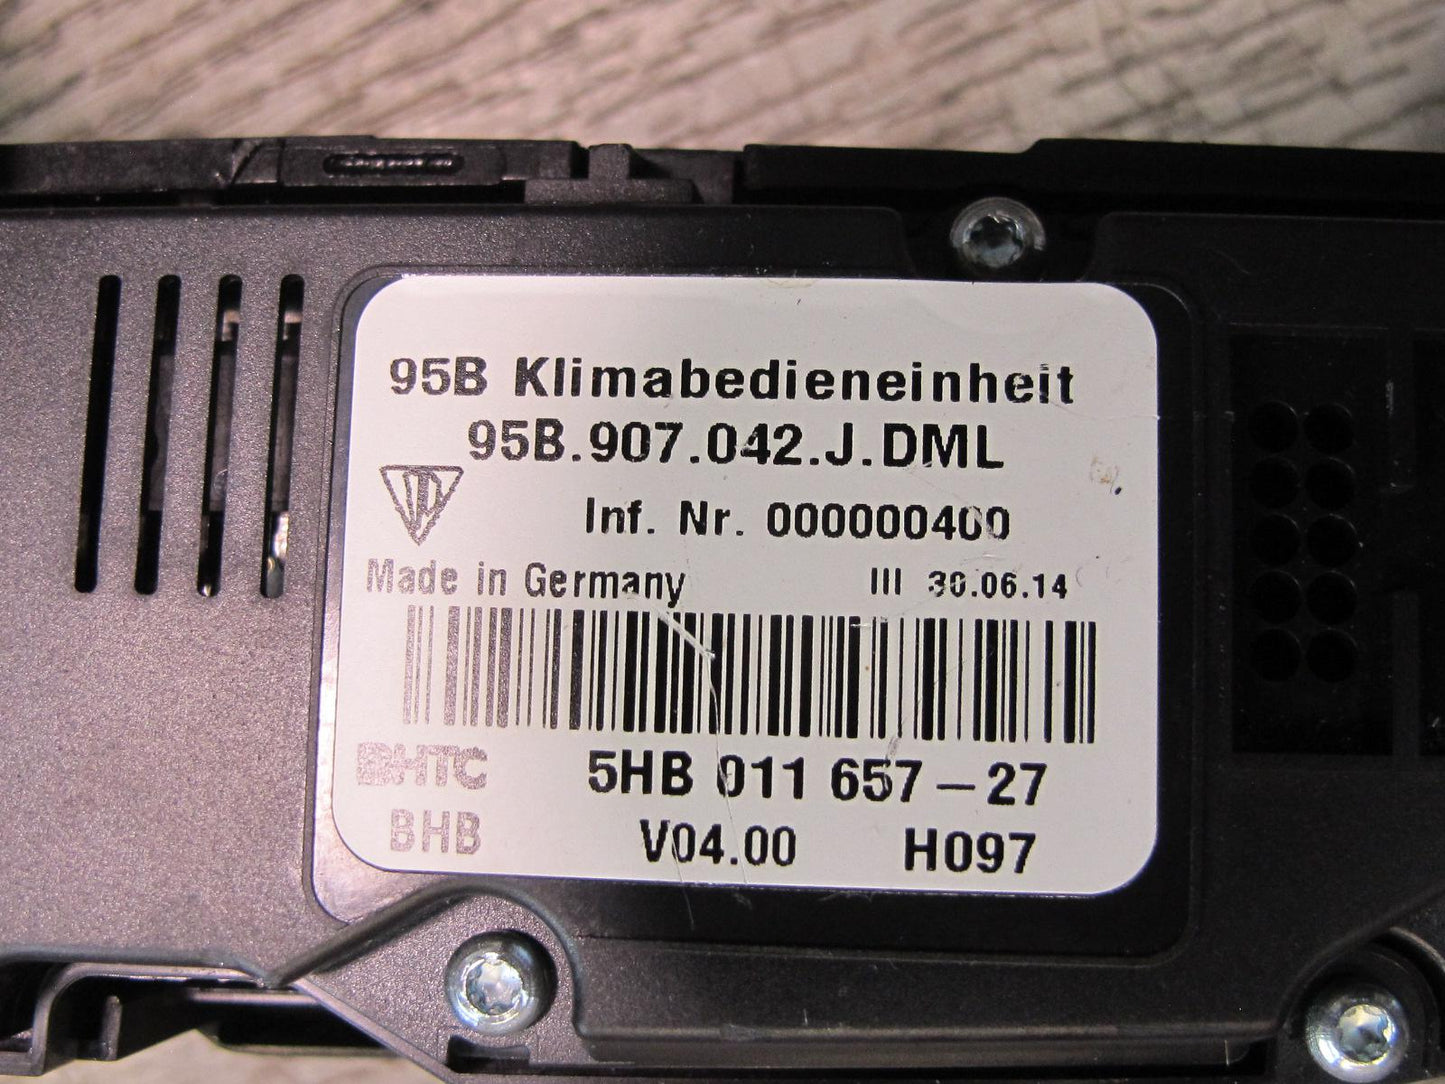 95B Klimabedieneinheit
95B.907.042.J.DML
Inf. Nr. 000000400
Made in Germany III 30.06.14
BHTC 5HB 011 657-27
BHB V04.00 H097